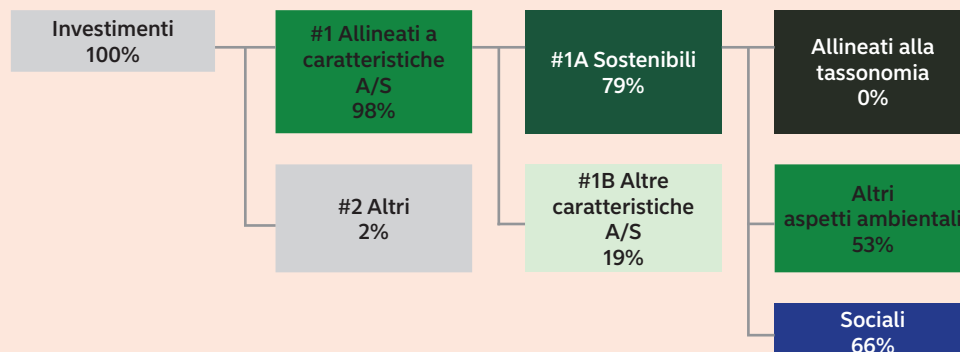 Investimenti
100%
#1 Allineati a
caratteristiche
A/S
98%
#1A Sostenibili
79%
Allineati alla
tassonomia
0%
#2 Altri
2%
#1B Altre
caratteristiche
A/S
19%
Altri
aspetti ambientali
53%
Sociali
66%